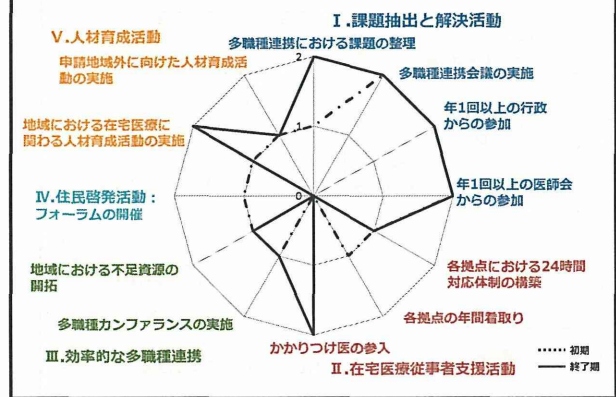 Ⅰ.課題抽出と解決活動
多職種連携における課題の整理
多職種連携会議の実施
年1回以上の行政
からの参加
年1回以上の医師会
からの参加
各拠点における24時間
対応体制の構築
各拠点の年間看取り
Ⅱ.在宅医療従事者支援活動
かかりつけ医の参入
Ⅲ.効率的な多職種連携
多職種カンファランスの実施
地域における不足資源の
開拓
Ⅳ.住民啓発活動:
フォーラムの開催
地域における在宅医療に
関わる人材育成活動の実施
申請地域外に向けた人材育成活
動の実施
Ⅴ.人材育成活動
2
1
0
初期
終了期